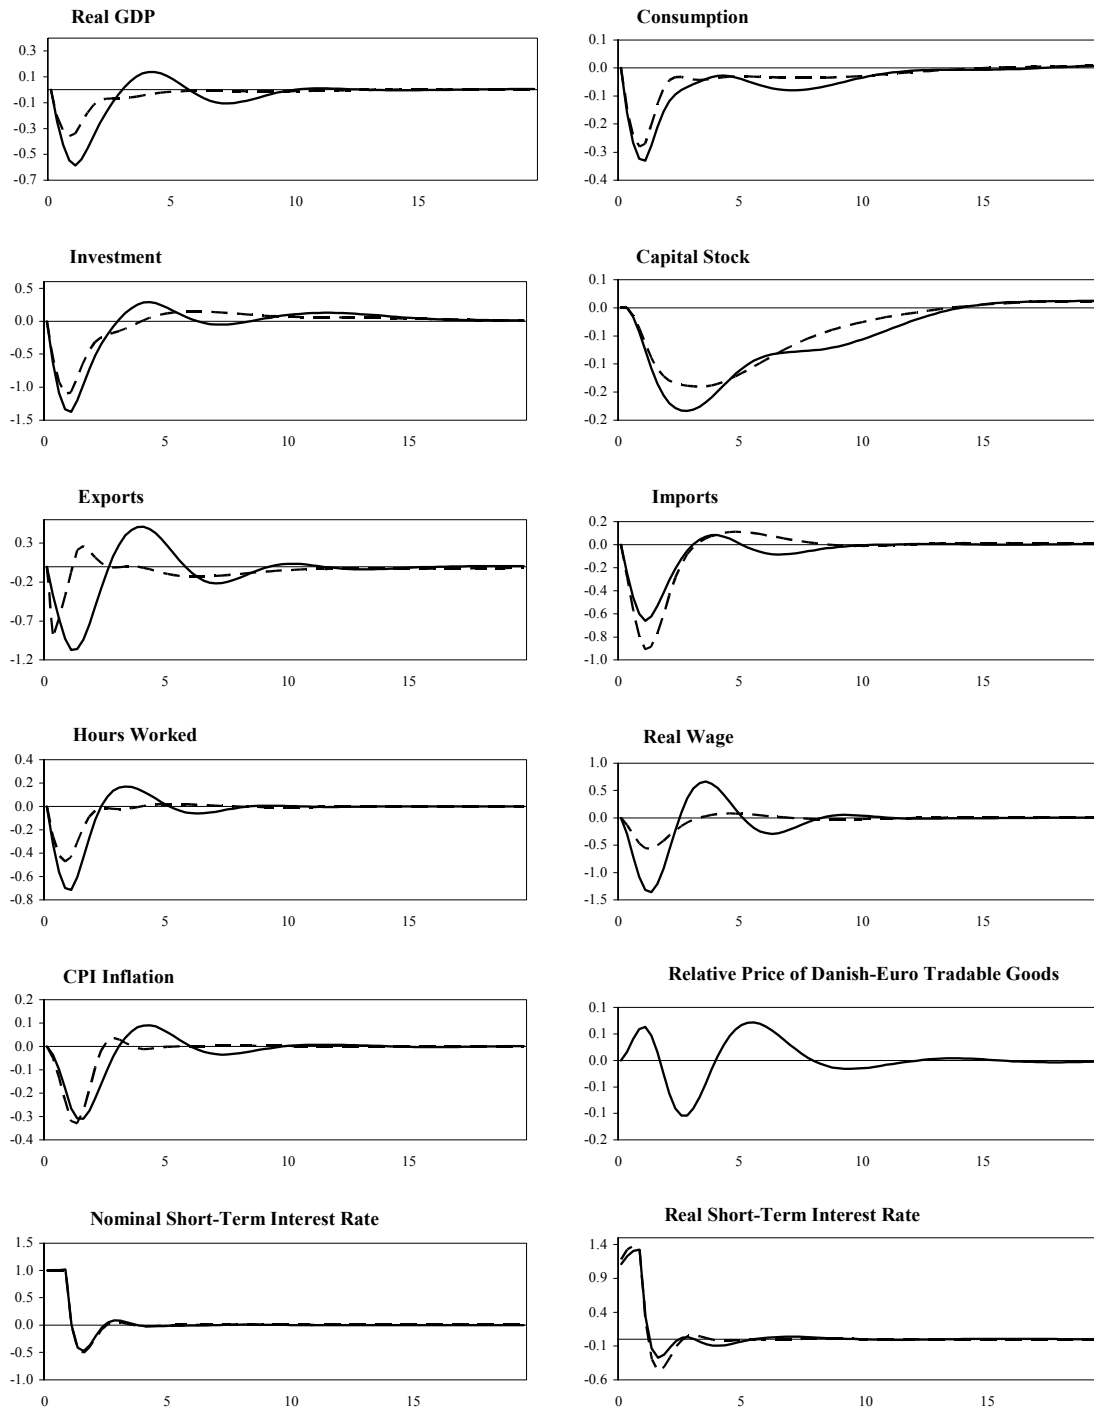 Real GDP
0.3
0.1
-0.1
-0.3
-0.5
-0.7
0 5 10 15
Consumption
0.1
0.0
-0.1
-0.2
-0.3
-0.4
0 5 10 15
Investment
0.5
0.0
-0.5
-1.0
-1.5
0 5 10 15
Capital Stock
0.1
0.0
-0.1
-0.1
-0.2
-0.2
0 5 10 15
Exports
0.3
-0.2
-0.7
-1.2
0 5 10 15
Imports
0.2
0.0
-0.2
-0.4
-0.6
-0.8
-1.0
0 5 10 15
Hours Worked
0.4
0.2
0.0
-0.2
-0.4
-0.6
-0.8
0 5 10 15
Real Wage
1.0
0.5
0.0
-0.5
-1.0
-1.5
0 5 10 15
CPI Inflation
0.2
0.1
0.0
-0.1
-0.2
-0.3
-0.4
0 5 10 15
Relative Price of Danish-Euro Tradable Goods
0.1
0.1
0.0
-0.1
-0.1
-0.2
0 5 10 15
Nominal Short-Term Interest Rate
1.5
1.0
0.5
0.0
-0.5
-1.0
0 5 10 15
Real Short-Term Interest Rate
1.4
0.9
0.4
-0.1
-0.6
0 5 10 15